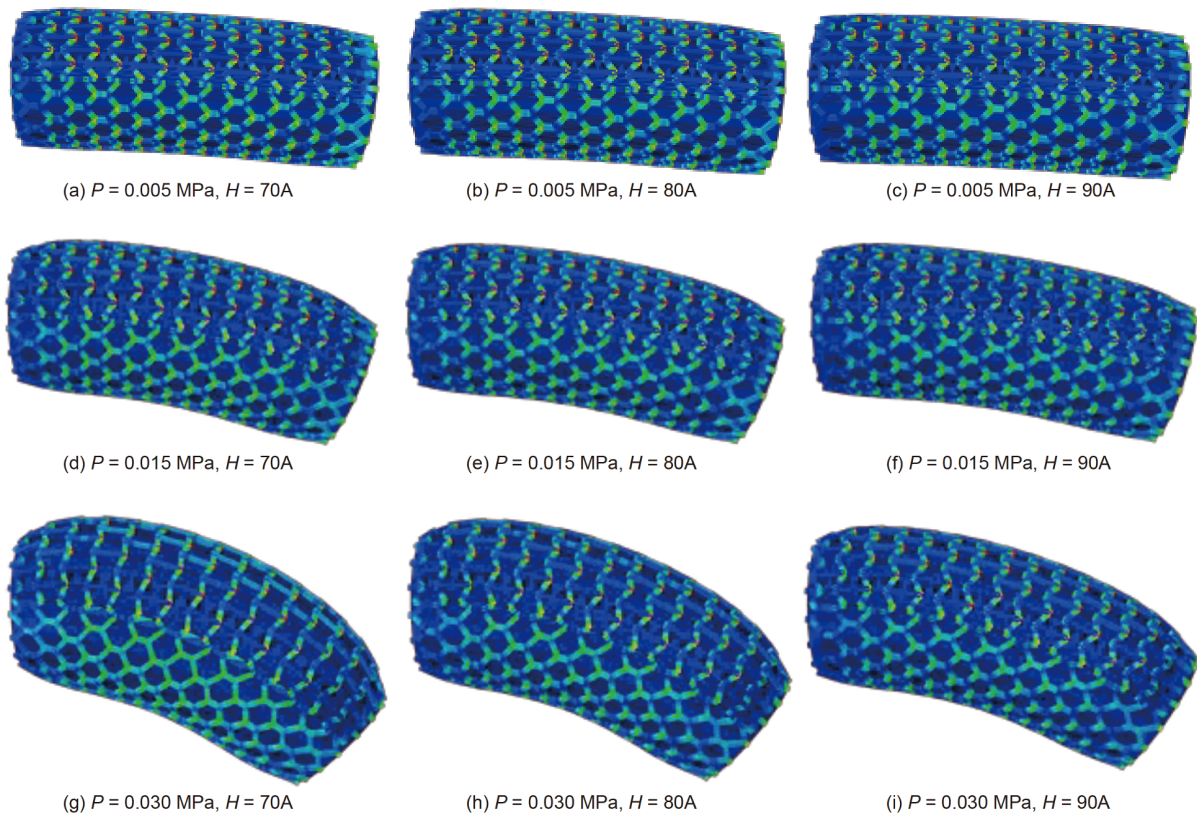 (a) P = 0.005 MPa, H = 70A
(b) P = 0.005 MPa, H = 80A
(c) P = 0.005 MPa, H = 90A
(d) P = 0.015 MPa, H = 70A
(e) P = 0.015 MPa, H = 80A
(f) P = 0.015 MPa, H = 90A
(g) P = 0.030 MPa, H = 70A
(h) P = 0.030 MPa, H = 80A
(i) P = 0.030 MPa, H = 90A